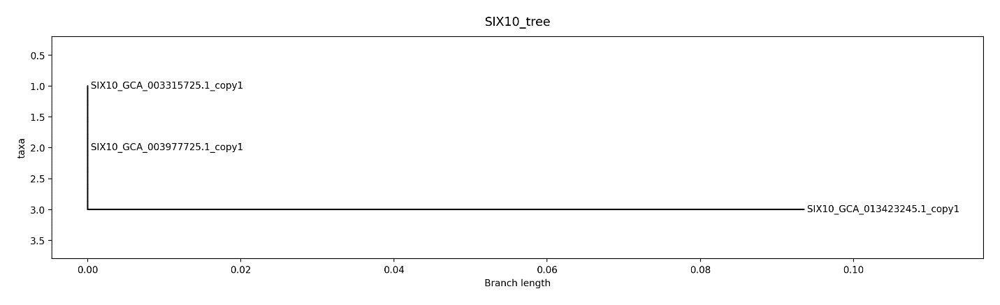 SIX10_tree
0.5
SIX10_GCA_003315725.1_copy1
1.0
1.5
taxa
SIX10_GCA_003977725.1_copy1
2.0
2.5
SIX10_GCA_013423245.1_copy1
3.0
3.5
0.00 0.02 0.04 0.06 0.08 0.10
Branch length